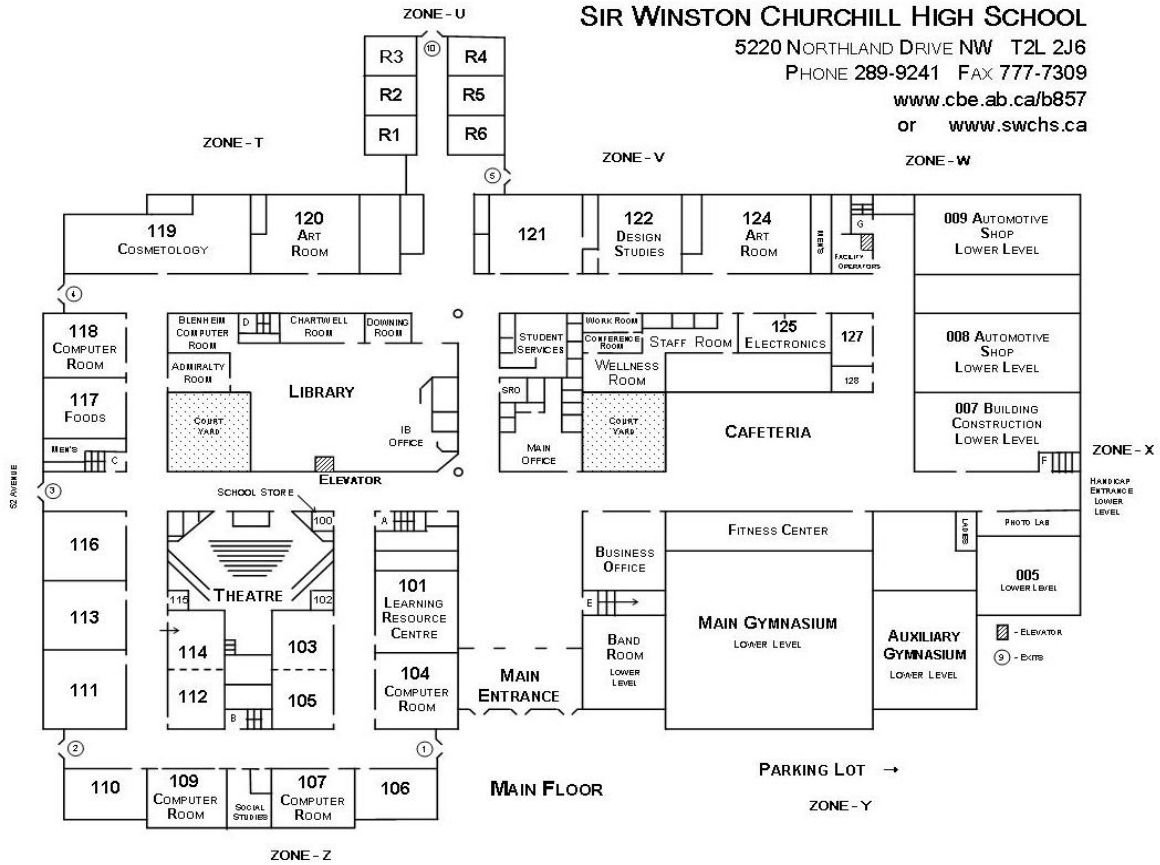 ZONE - U
SIR WINSTON CHURCHILL HIGH SCHOOL
5220 NORTHLAND DRIVE NW T2L 2J6
PHONE 289-9241 FAX 777-7309
www.cbe.ab.ca/b857
or www.swchs.ca
10
R3
R4
R2
R5
R1
R6
ZONE - T
ZONE - V
ZONE - W
5
119
COSMETOLOGY
120
ART
ROOM
121
122
DESIGN
STUDIES
124
ART
ROOM
MEN'S
G
FACILITY
OPERATORS
009 AUTOMOTIVE
SHOP
LOWER LEVEL
4
118
COMPUTER
ROOM
BLENHEIM
COMPUTER
ROOM
D
CHARTWELL
ROOM
DOWNING
ROOM
STUDENT
SERVICES
WORK ROOM
CONFERENCE
ROOM
STAFF ROOM
125
ELECTRONICS
127
008 AUTOMOTIVE
SHOP
LOWER LEVEL
ADMIRALTY
ROOM
LIBRARY
WELLNESS
ROOM
128
117
FOODS
SRO
COURT
YARD
IB
OFFICE
MAIN
OFFICE
COURT
YARD
CAFETERIA
007 BUILDING
CONSTRUCTION
LOWER LEVEL
MEN'S
C
F
ZONE - X
ELEVATOR
HANDICAP
ENTRANCE
LOWER
LEVEL
52 AVENUE
3
SCHOOL STORE
100
A
FITNESS CENTER
LADIES
PHOTO LAB
116
BUSINESS
OFFICE
005
LOWER LEVEL
THEATRE
115
102
101
LEARNING
RESOURCE
CENTRE
E
113
114
103
BAND
ROOM
LOWER
LEVEL
MAIN GYMNASIUM
LOWER LEVEL
AUXILIARY
GYMNASIUM
LOWER LEVEL
- ELEVATOR
9 - EXITS
111
112
105
104
COMPUTER
ROOM
MAIN
ENTRANCE
B
2
1
110
109
COMPUTER
ROOM
SOCIAL
STUDIES
107
COMPUTER
ROOM
106
MAIN FLOOR
PARKING LOT →
ZONE - Y
ZONE - Z